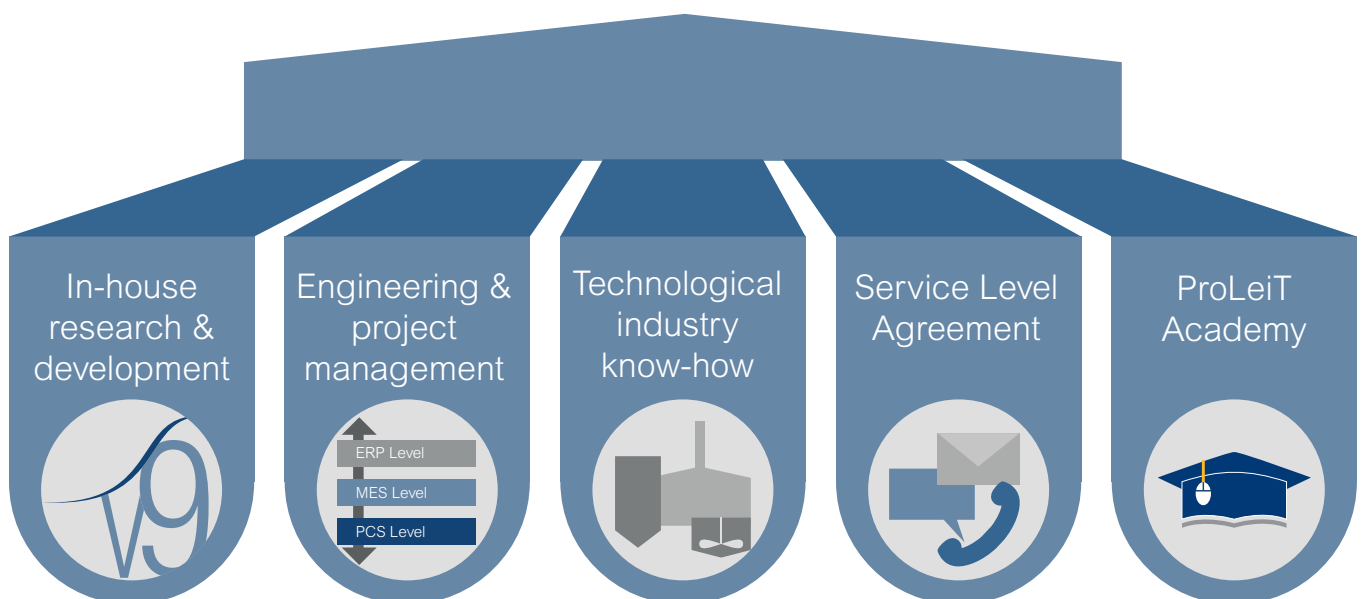 In-house
research &
development
Engineering &
project
management
Technological
industry
know-how
Service Level
Agreement
ProLeiT
Academy
v9
ERP Level
MES Level
PCS Level